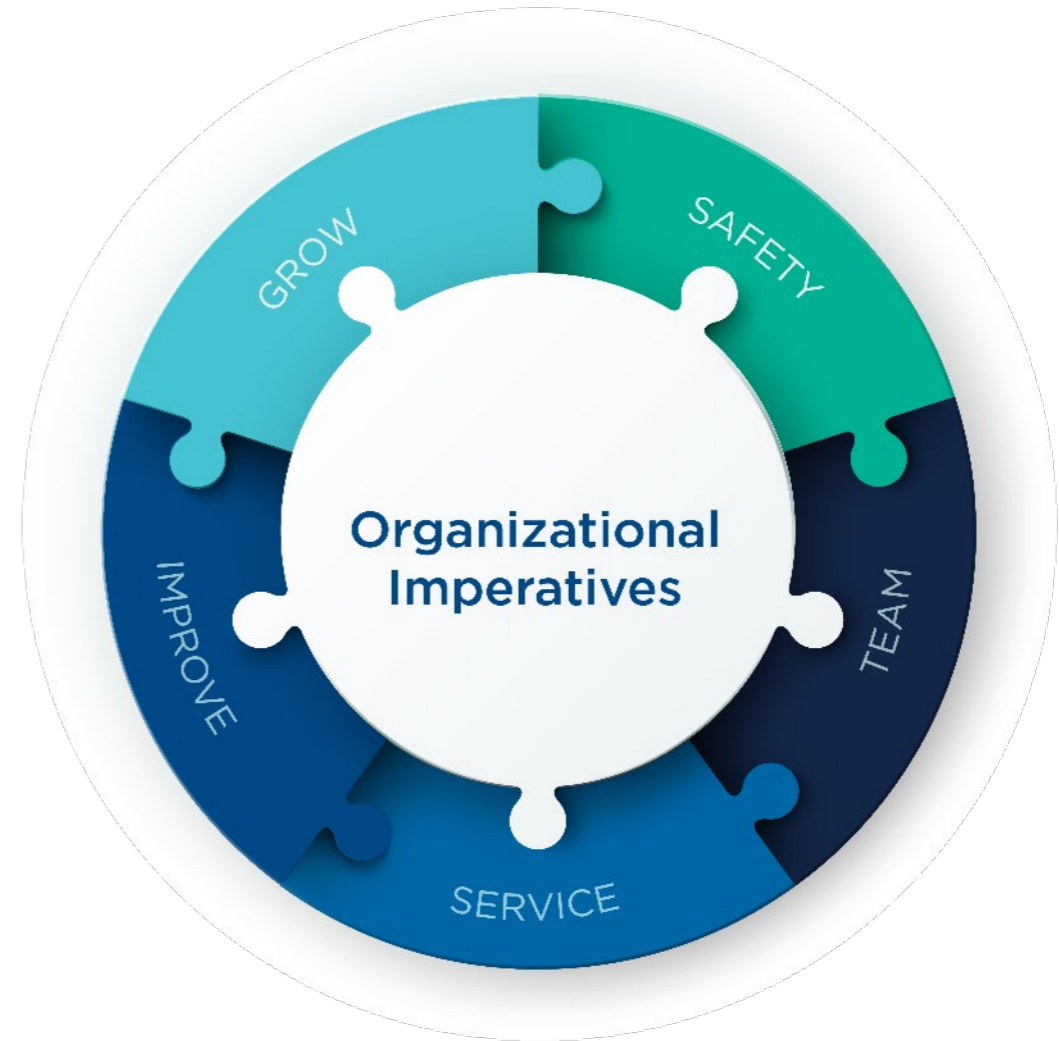 GROW
SAFETY
Organizational
Imperatives
IMPROVE
TEAM
SERVICE